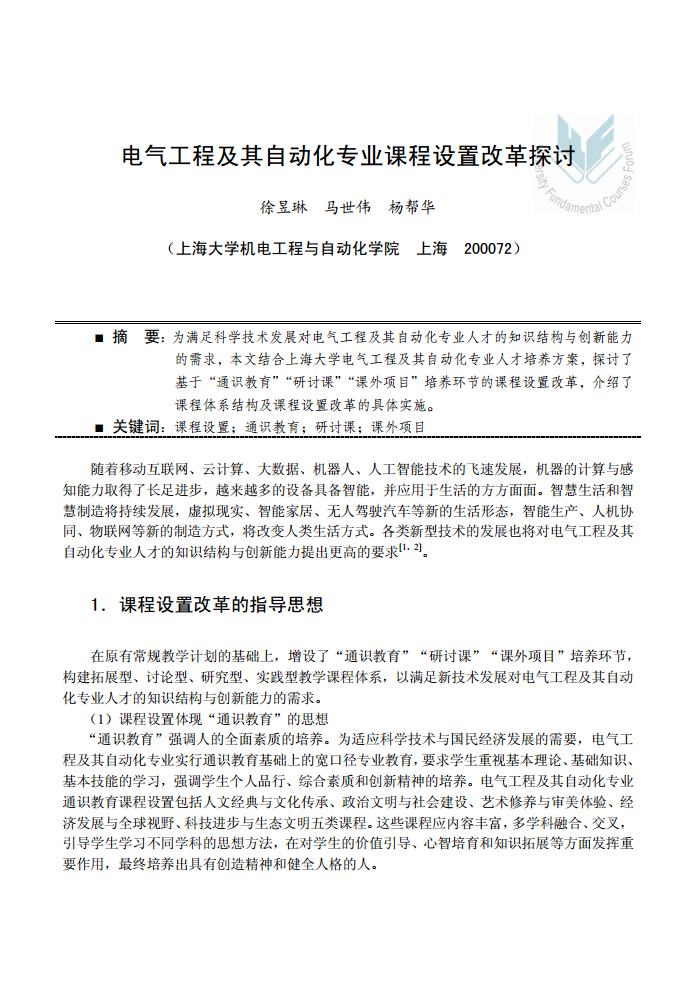 电气工程及其自动化专业课程设置改革探讨
ersity Fundamental Courses Forum
徐昱琳 马世伟 杨帮华
（上海大学机电工程与自动化学院 上海 200072）
■ 摘 要：为满足科学技术发展对电气工程及其自动化专业人才的知识结构与创新能力
的需求，本文结合上海大学电气工程及其自动化专业人才培养方案，探讨了
基于“通识教育”“研讨课”“课外项目”培养环节的课程设置改革，介绍了
课程体系结构及课程设置改革的具体实施。
■ 关键词：课程设置；通识教育；研讨课；课外项目
随着移动互联网、云计算、大数据、机器人、人工智能技术的飞速发展，机器的计算与感
知能力取得了长足进步，越来越多的设备具备智能，并应用于生活的方方面面。智慧生活和智
慧制造将持续发展，虚拟现实、智能家居、无人驾驶汽车等新的生活形态，智能生产、人机协
同、物联网等新的制造方式，将改变人类生活方式。各类新型技术的发展也将对电气工程及其
自动化专业人才的知识结构与创新能力提出更高的要求[1, 2]。
1．课程设置改革的指导思想
在原有常规教学计划的基础上，增设了“通识教育”“研讨课”“课外项目”培养环节，
构建拓展型、讨论型、研究型、实践型教学课程体系，以满足新技术发展对电气工程及其自动
化专业人才的知识结构与创新能力的需求。
（1）课程设置体现“通识教育”的思想
“通识教育”强调人的全面素质的培养。为适应科学技术与国民经济发展的需要，电气工
程及其自动化专业实行通识教育基础上的宽口径专业教育，要求学生重视基本理论、基础知识、
基本技能的学习，强调学生个人品行、综合素质和创新精神的培养。电气工程及其自动化专业
通识教育课程设置包括人文经典与文化传承、政治文明与社会建设、艺术修养与审美体验、经
济发展与全球视野、科技进步与生态文明五类课程。这些课程应内容丰富，多学科融合、交叉，
引导学生学习不同学科的思想方法，在对学生的价值引导、心智培育和知识拓展等方面发挥重
要作用，最终培养出具有创造精神和健全人格的人。